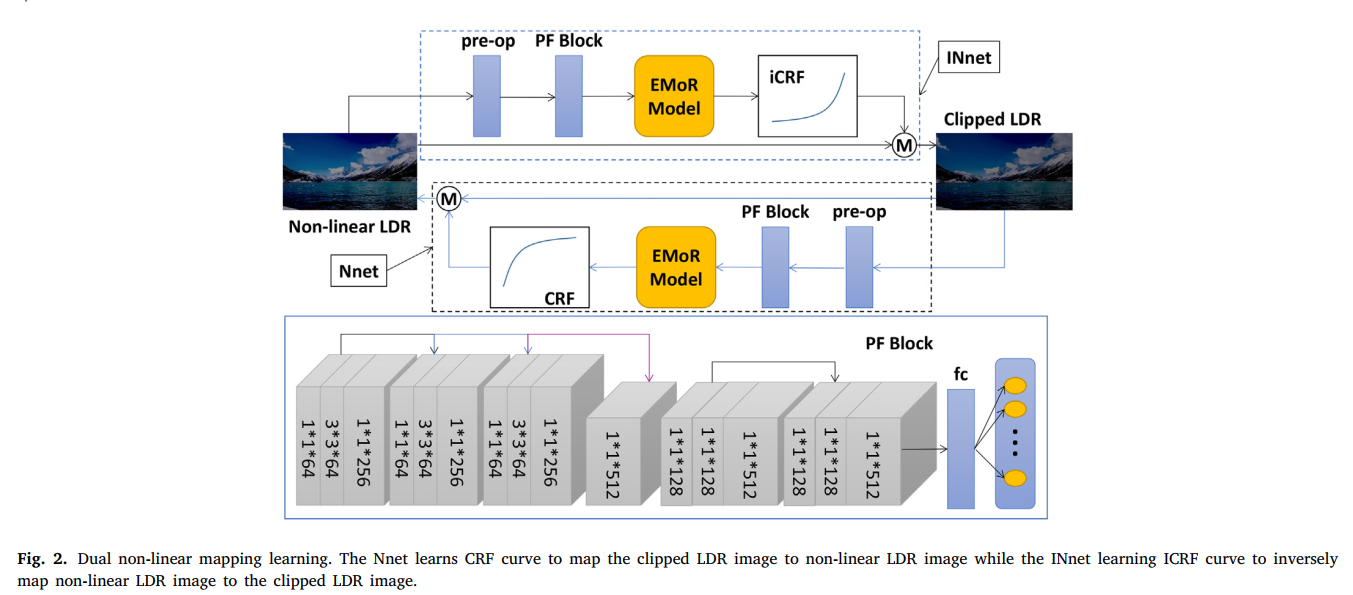 pre-op PF Block
EMoR
Model
iCRF
INnet
Clipped LDR
M
Non-linear LDR
M
PF Block pre-op
Nnet
CRF
EMoR
Model
PF Block
fc
1*1*64
3*3*64
1*1*256
1*1*64
3*3*64
1*1*256
1*1*64
3*3*64
1*1*256
1*1*512
1*1*128
1*1*128
1*1*512
1*1*128
1*1*128
1*1*512
Fig. 2. Dual non-linear mapping learning. The Nnet learns CRF curve to map the clipped LDR image to non-linear LDR image while the INnet learning ICRF curve to inversely
map non-linear LDR image to the clipped LDR image.